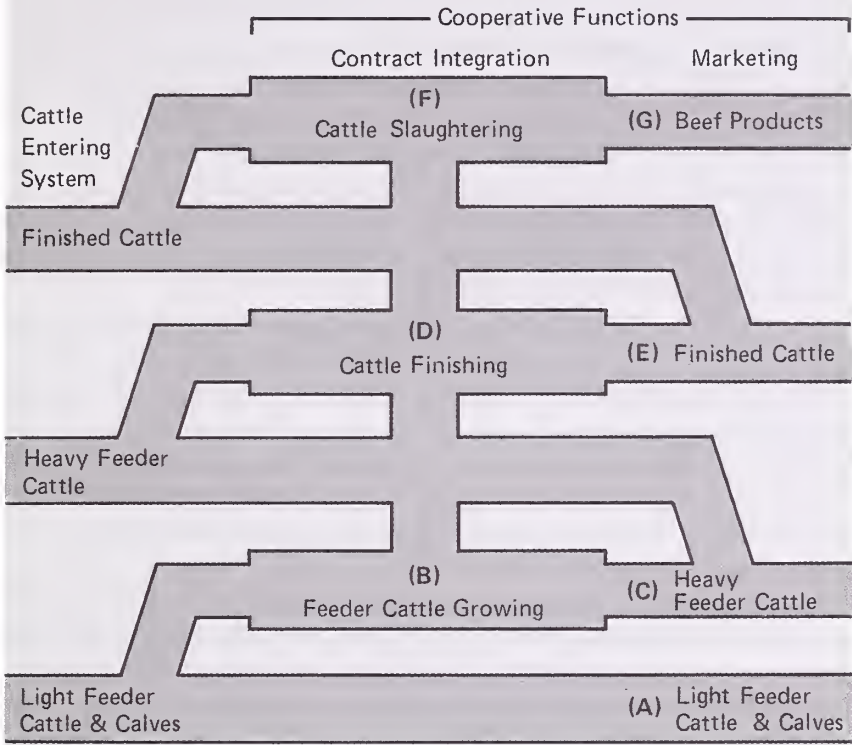 Cooperative Functions
Contract Integration
Marketing
Cattle
Entering
System
(F)
Cattle Slaughtering
(G) Beef Products
Finished Cattle
(D)
Cattle Finishing
(E) Finished Cattle
Heavy Feeder
Cattle
(B)
Feeder Cattle Growing
(C) Heavy
Feeder Cattle
Light Feeder
Cattle & Calves
(A) Light Feeder
Cattle & Calves